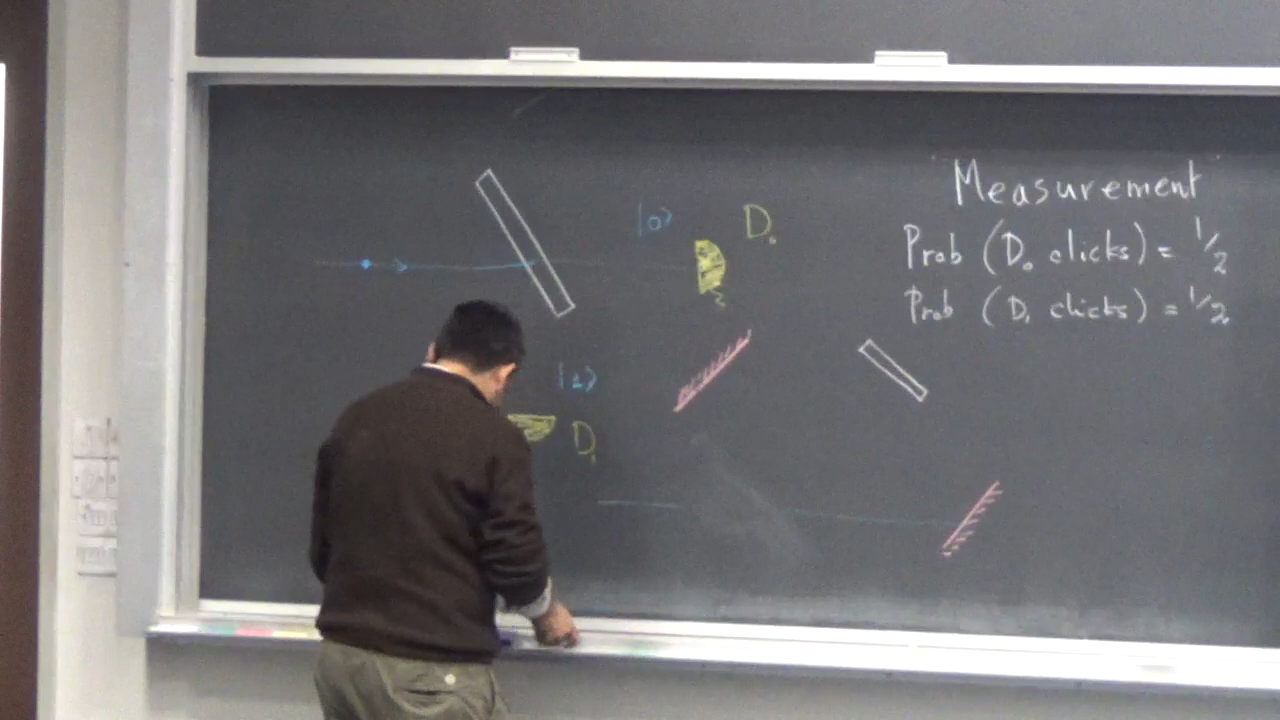 Measurement
Prob (D₀ clicks) = 1/2
Prob (D₁ clicks) = 1/2
|0⟩ D₀
|1⟩
D₁